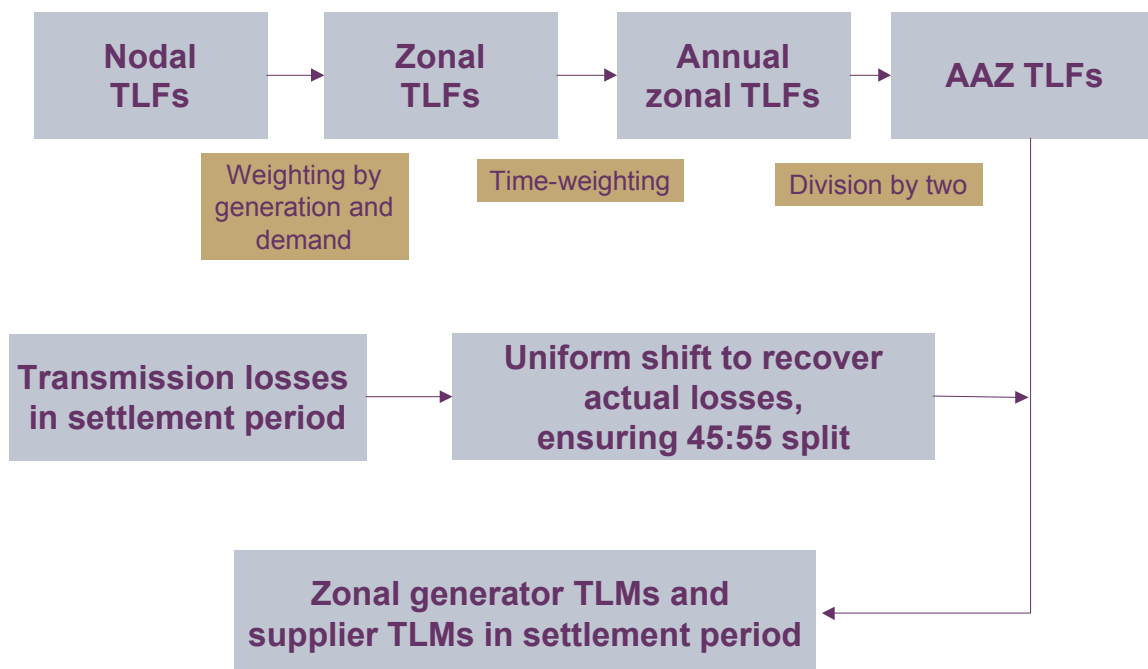 Nodal
TLFs
Zonal
TLFs
Annual
zonal TLFs
AAZ TLFs
Weighting by
generation and
demand
Time-weighting
Division by two
Transmission losses
in settlement period
Uniform shift to recover
actual losses,
ensuring 45:55 split
Zonal generator TLMs and
supplier TLMs in settlement period